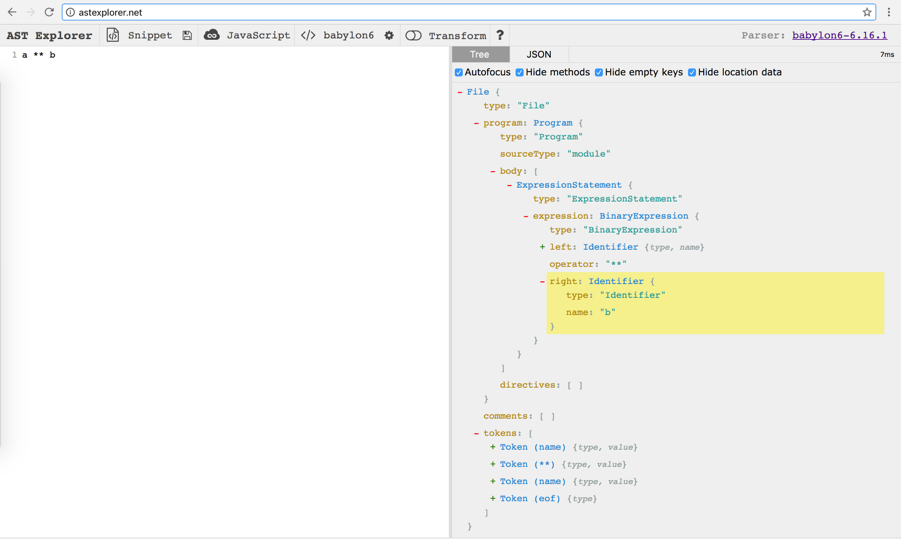 astexplorer.net
AST Explorer Snippet JavaScript </> babylon6 Transform ? Parser: babylon6-6.16.1
1 a ** b
Tree JSON 7ms
Autofocus Hide methods Hide empty keys Hide location data
- File {
type: "File"
- program: Program {
type: "Program"
sourceType: "module"
- body: [
- ExpressionStatement {
type: "ExpressionStatement"
- expression: BinaryExpression {
type: "BinaryExpression"
+ left: Identifier {type, name}
operator: "**"
- right: Identifier {
type: "Identifier"
name: "b"
}
}
}
]
directives: [ ]
}
comments: [ ]
- tokens: [
+ Token (name) {type, value}
+ Token (**) {type, value}
+ Token (name) {type, value}
+ Token (eof) {type}
]
}